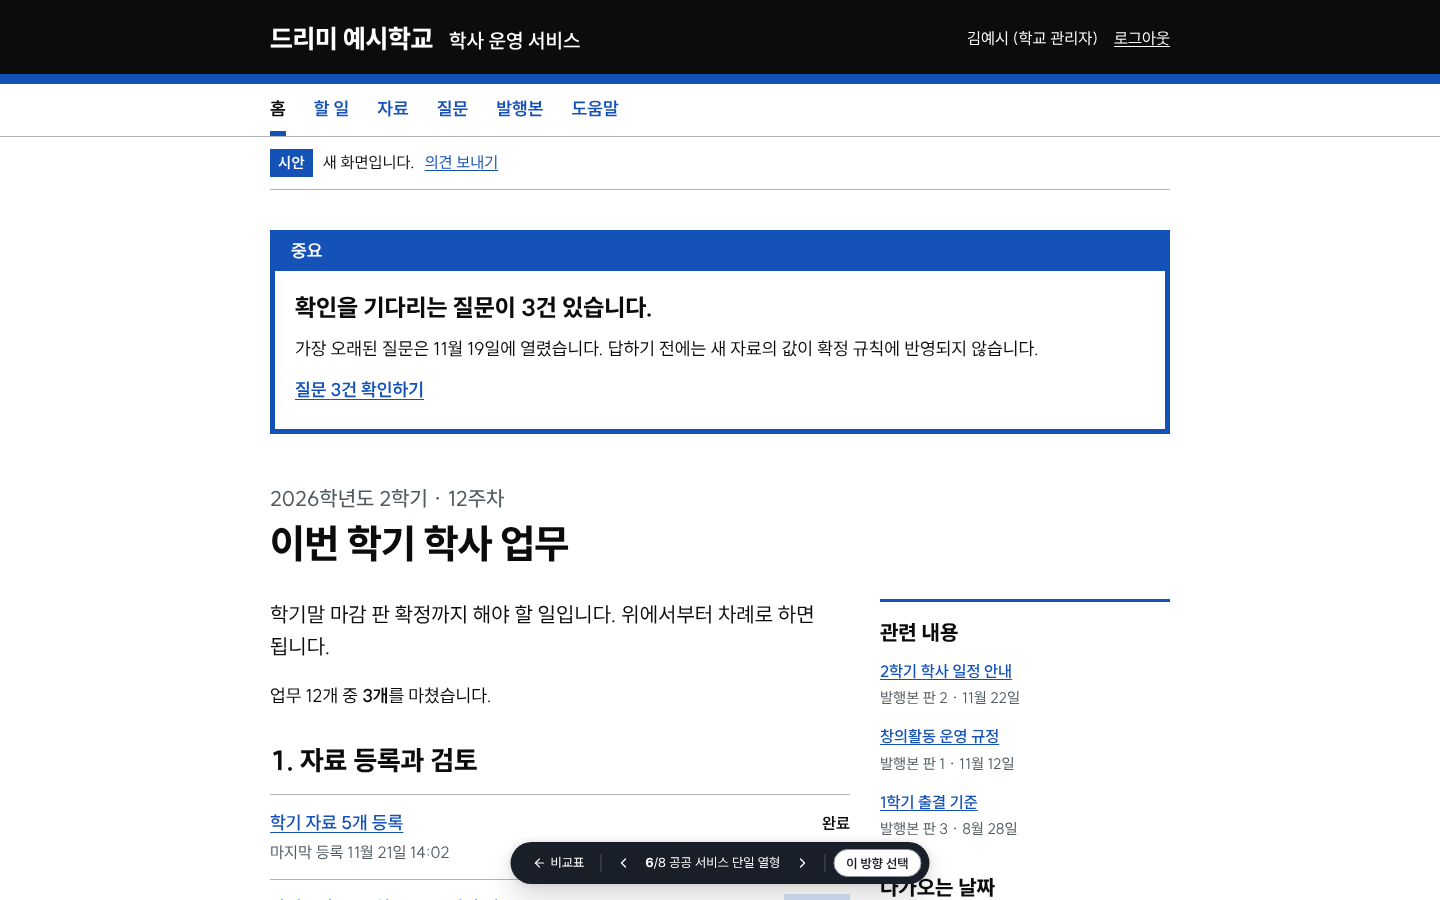 드리미 예시학교 학사 운영 서비스
김예시 (학교 관리자) 로그아웃
홈 할 일 자료 질문 발행본 도움말
시안 새 화면입니다. 의견 보내기
중요
확인을 기다리는 질문이 3건 있습니다.
가장 오래된 질문은 11월 19일에 열렸습니다. 답하기 전에는 새 자료의 값이 확정 규칙에 반영되지 않습니다.
질문 3건 확인하기
2026학년도 2학기 · 12주차
이번 학기 학사 업무
학기말 마감 판 확정까지 해야 할 일입니다. 위에서부터 차례로 하면
됩니다.
업무 12개 중 3개를 마쳤습니다.
1. 자료 등록과 검토
학기 자료 5개 등록 완료
마지막 등록 11월 21일 14:02
관련 내용
2학기 학사 일정 안내
발행본 판 2 · 11월 22일
창의활동 운영 규정
발행본 판 1 · 11월 12일
1학기 출결 기준
발행본 판 3 · 8월 28일
다가오는 날짜
← 비교표 ‹ 6/8 공공 서비스 단일 열형 › 이 방향 선택